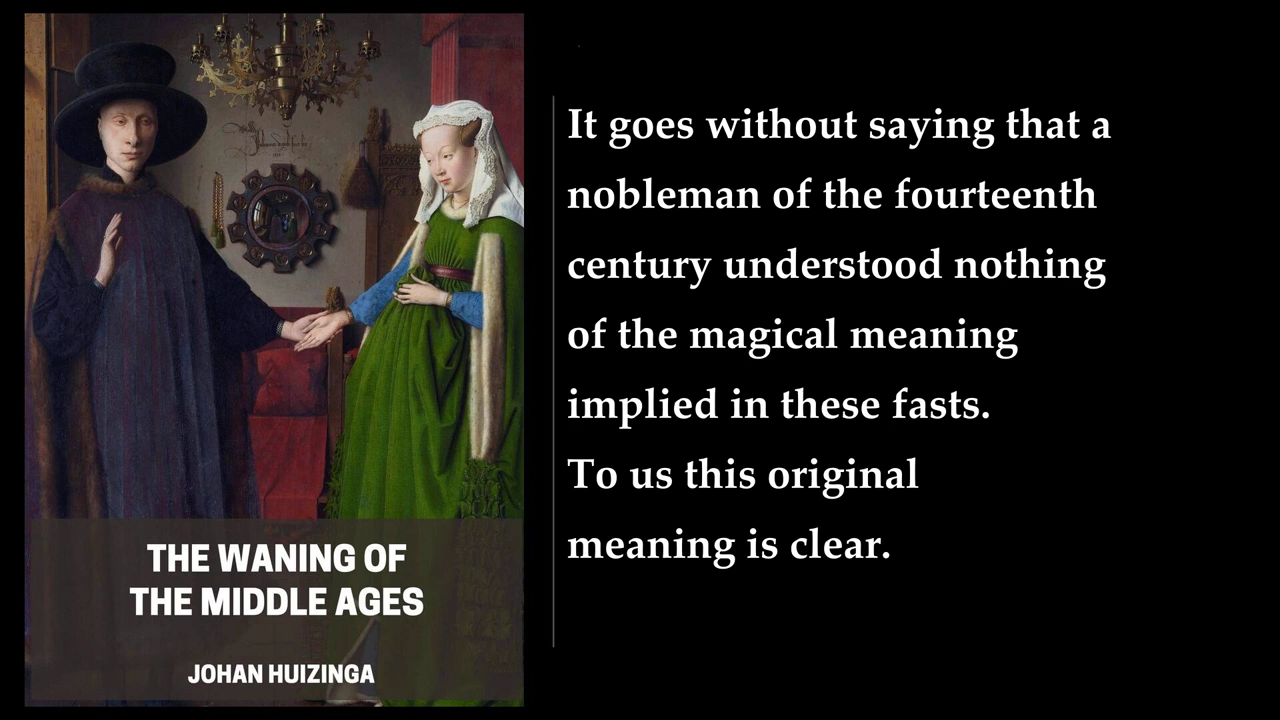 THE WANING OF
THE MIDDLE AGES
JOHAN HUIZINGA
It goes without saying that a
nobleman of the fourteenth
century understood nothing
of the magical meaning
implied in these fasts.
To us this original
meaning is clear.